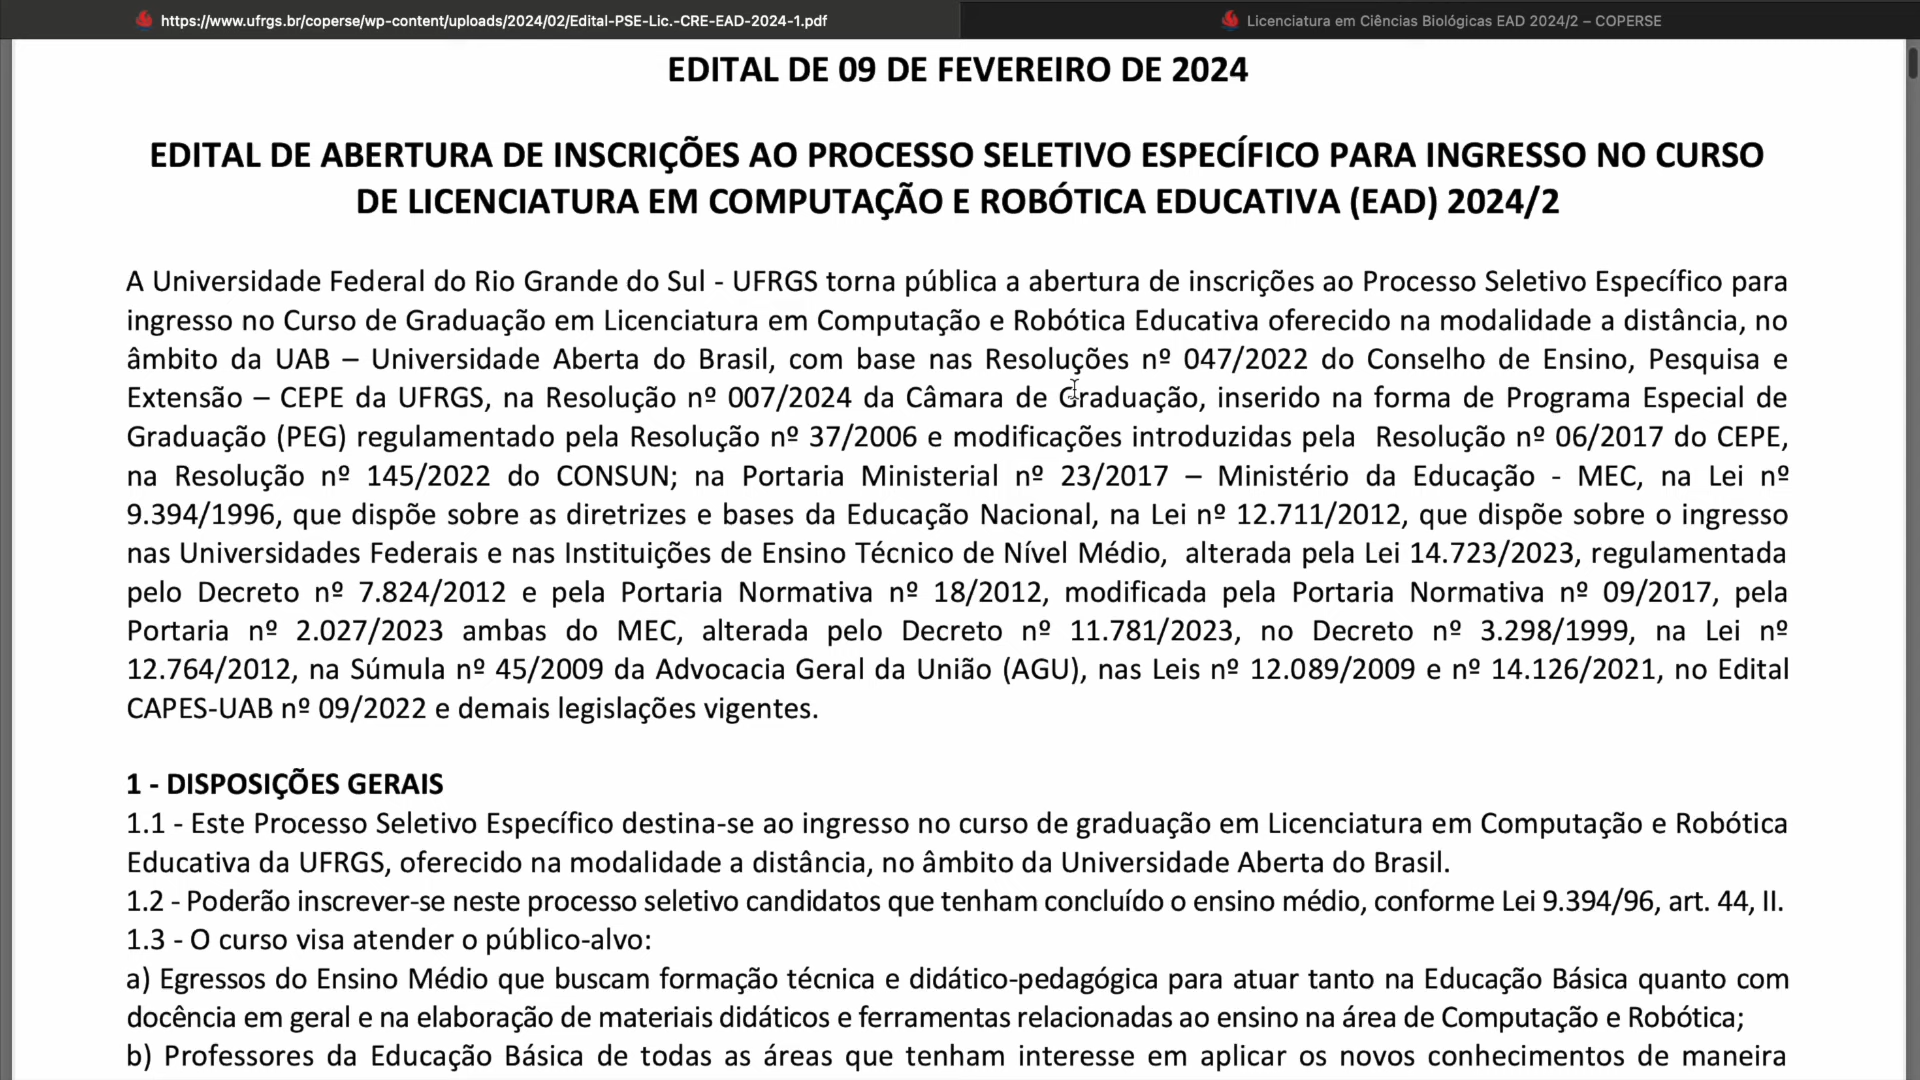 https://www.ufrgs.br/coperse/wp-content/uploads/2024/02/Edital-PSE-Lic.-CRE-EAD-2024-1.pdf
Licenciatura em Ciências Biológicas EAD 2024/2 – COPERSE
EDITAL DE 09 DE FEVEREIRO DE 2024
EDITAL DE ABERTURA DE INSCRIÇÕES AO PROCESSO SELETIVO ESPECÍFICO PARA INGRESSO NO CURSO
DE LICENCIATURA EM COMPUTAÇÃO E ROBÓTICA EDUCATIVA (EAD) 2024/2
A Universidade Federal do Rio Grande do Sul - UFRGS torna pública a abertura de inscrições ao Processo Seletivo Específico para
ingresso no Curso de Graduação em Licenciatura em Computação e Robótica Educativa oferecido na modalidade a distância, no
âmbito da UAB – Universidade Aberta do Brasil, com base nas Resoluções nº 047/2022 do Conselho de Ensino, Pesquisa e
Extensão – CEPE da UFRGS, na Resolução nº 007/2024 da Câmara de Graduação, inserido na forma de Programa Especial de
Graduação (PEG) regulamentado pela Resolução nº 37/2006 e modificações introduzidas pela Resolução nº 06/2017 do CEPE,
na Resolução nº 145/2022 do CONSUN; na Portaria Ministerial nº 23/2017 – Ministério da Educação - MEC, na Lei nº
9.394/1996, que dispõe sobre as diretrizes e bases da Educação Nacional, na Lei nº 12.711/2012, que dispõe sobre o ingresso
nas Universidades Federais e nas Instituições de Ensino Técnico de Nível Médio, alterada pela Lei 14.723/2023, regulamentada
pelo Decreto nº 7.824/2012 e pela Portaria Normativa nº 18/2012, modificada pela Portaria Normativa nº 09/2017, pela
Portaria nº 2.027/2023 ambas do MEC, alterada pelo Decreto nº 11.781/2023, no Decreto nº 3.298/1999, na Lei nº
12.764/2012, na Súmula nº 45/2009 da Advocacia Geral da União (AGU), nas Leis nº 12.089/2009 e nº 14.126/2021, no Edital
CAPES-UAB nº 09/2022 e demais legislações vigentes.
1 - DISPOSIÇÕES GERAIS
1.1 - Este Processo Seletivo Específico destina-se ao ingresso no curso de graduação em Licenciatura em Computação e Robótica
Educativa da UFRGS, oferecido na modalidade a distância, no âmbito da Universidade Aberta do Brasil.
1.2 - Poderão inscrever-se neste processo seletivo candidatos que tenham concluído o ensino médio, conforme Lei 9.394/96, art. 44, II.
1.3 - O curso visa atender o público-alvo:
a) Egressos do Ensino Médio que buscam formação técnica e didático-pedagógica para atuar tanto na Educação Básica quanto com
docência em geral e na elaboração de materiais didáticos e ferramentas relacionadas ao ensino na área de Computação e Robótica;
b) Professores da Educação Básica de todas as áreas que tenham interesse em aplicar os novos conhecimentos de maneira